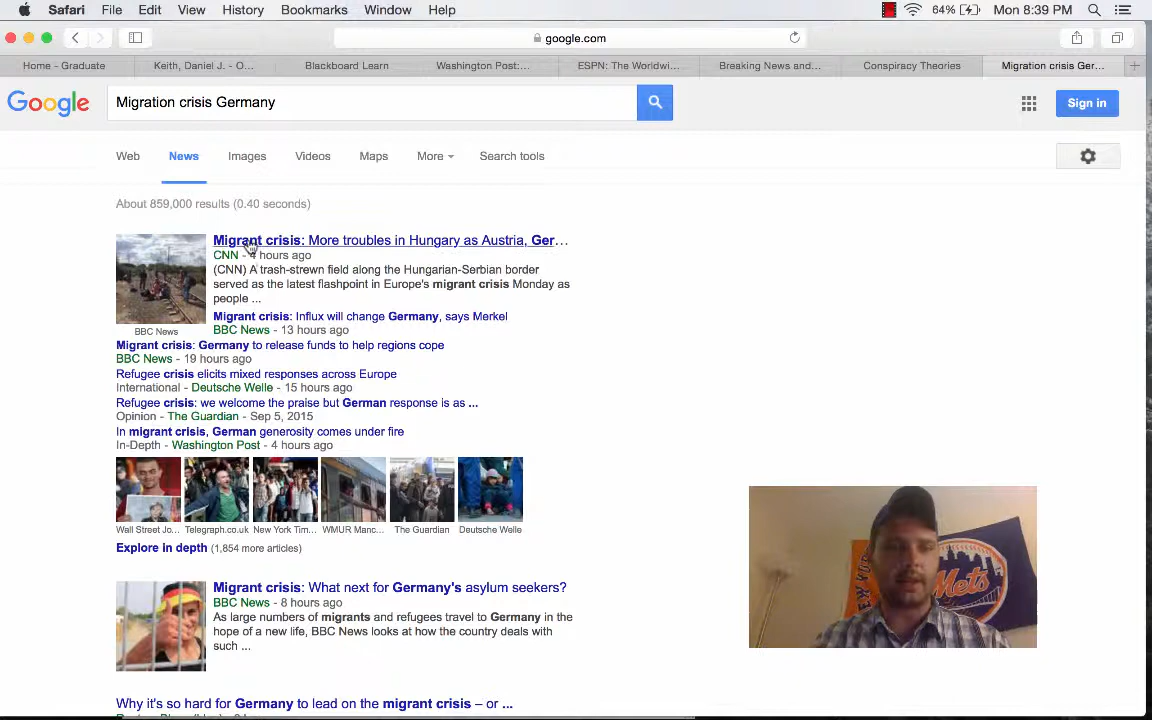 Safari File Edit View History Bookmarks Window Help 64% Mon 8:39 PM
google.com
Home - Graduate Keith, Daniel J. - O... Blackboard Learn Washington Post:... ESPN: The Worldwi... Breaking News and... Conspiracy Theories Migration crisis Ger...
Google Migration crisis Germany Sign in
Web News Images Videos Maps More Search tools
About 859,000 results (0.40 seconds)
Migrant crisis: More troubles in Hungary as Austria, Ger...
CNN - 4 hours ago
(CNN) A trash-strewn field along the Hungarian-Serbian border
served as the latest flashpoint in Europe's migrant crisis Monday as
people ...
Migrant crisis: Influx will change Germany, says Merkel
BBC News - 13 hours ago
BBC News
Migrant crisis: Germany to release funds to help regions cope
BBC News - 19 hours ago
Refugee crisis elicits mixed responses across Europe
International - Deutsche Welle - 15 hours ago
Refugee crisis: we welcome the praise but German response is as ...
Opinion - The Guardian - Sep 5, 2015
In migrant crisis, German generosity comes under fire
In-Depth - Washington Post - 4 hours ago
Wall Street Jo... Telegraph.co.uk New York Tim... WMUR Manc... The Guardian Deutsche Welle
Explore in depth (1,854 more articles)
Migrant crisis: What next for Germany's asylum seekers?
BBC News - 8 hours ago
As large numbers of migrants and refugees travel to Germany in the
hope of a new life, BBC News looks at how the country deals with
such ...
Mets
Why it's so hard for Germany to lead on the migrant crisis – or ...